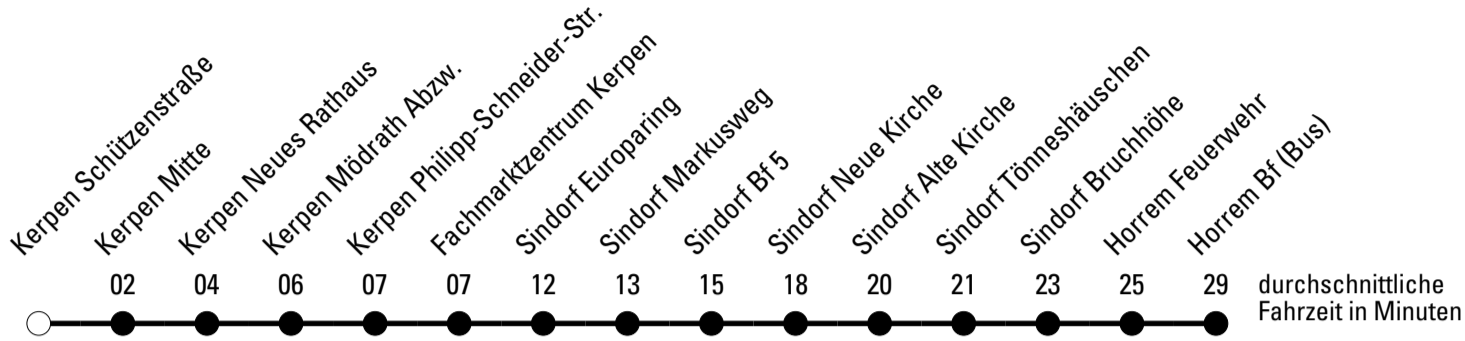 Kerpen Schützenstraße
Kerpen Mitte
Kerpen Neues Rathaus
Kerpen Mödrath Abzw.
Kerpen Philipp-Schneider-Str.
Fachmarktzentrum Kerpen
Sindorf Europaring
Sindorf Markusweg
Sindorf Bf 5
Sindorf Neue Kirche
Sindorf Alte Kirche
Sindorf Tönneshäuschen
Sindorf Bruchhöhe
Horrem Feuerwehr
Horrem Bf (Bus)
02 04 06 07 07 12 13 15 18 20 21 23 25 29
durchschnittliche
Fahrzeit in Minuten